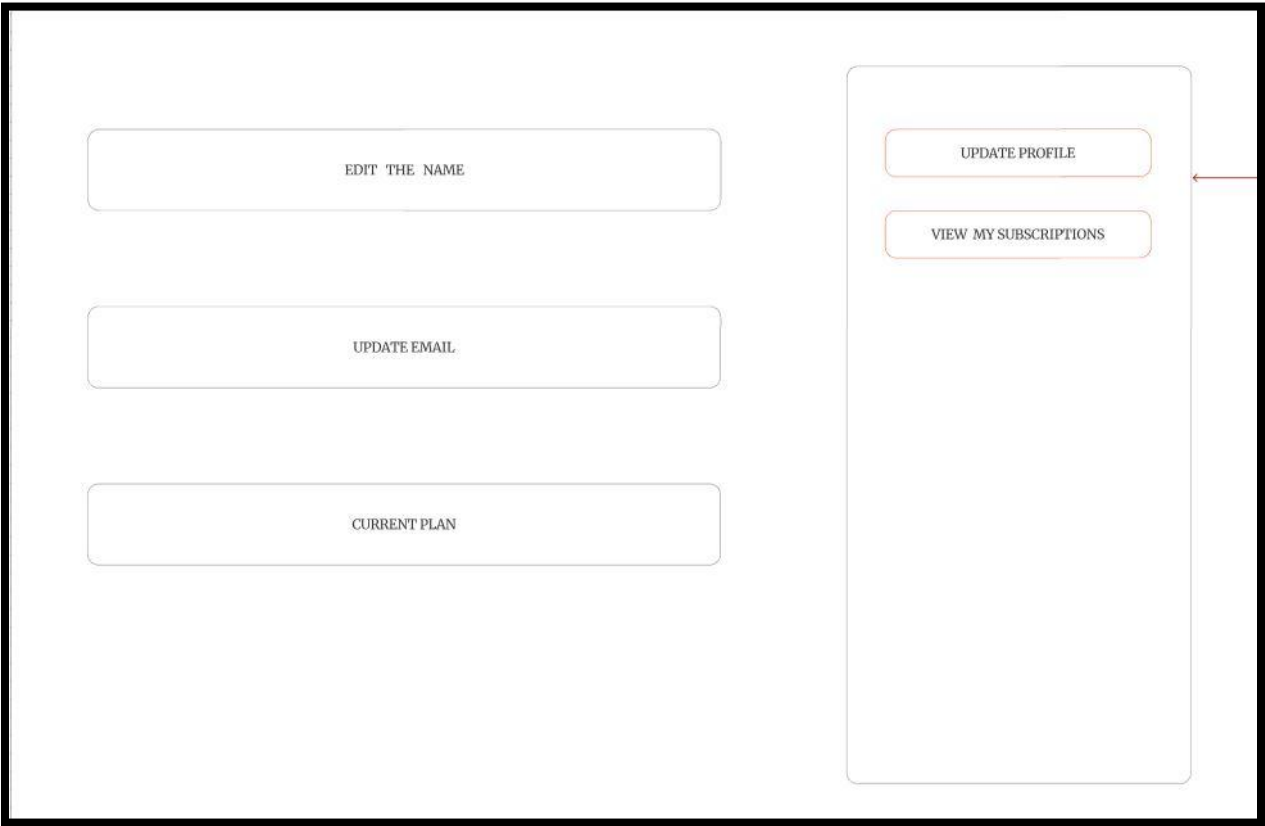 EDIT THE NAME
UPDATE EMAIL
CURRENT PLAN
UPDATE PROFILE
VIEW MY SUBSCRIPTIONS